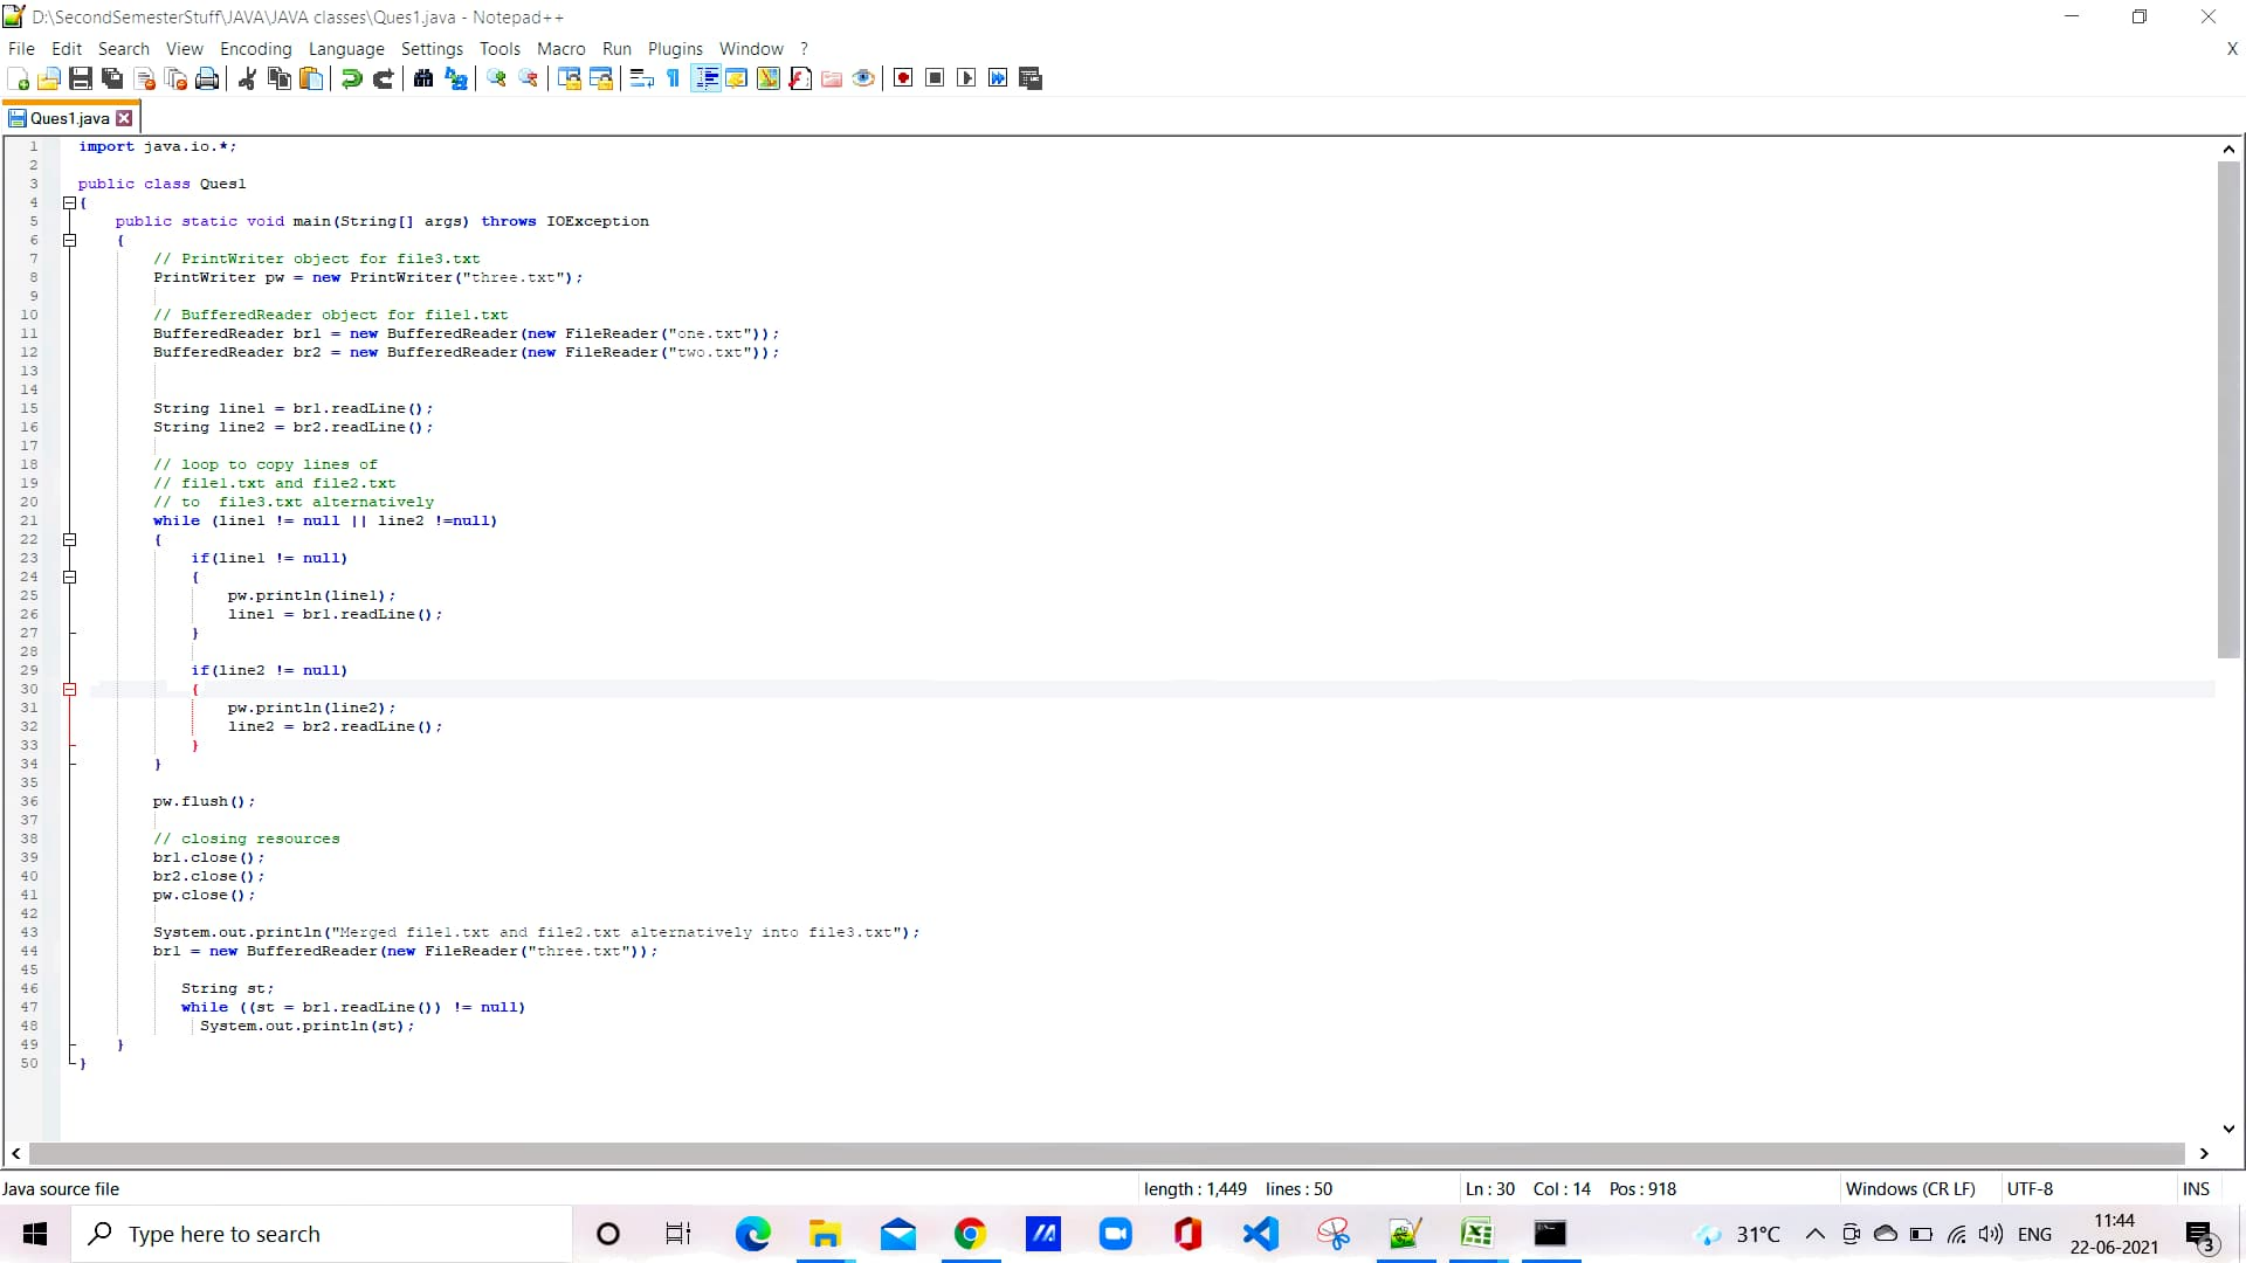 D:\SecondSemesterStuff\JAVA\JAVA classes\Ques1.java - Notepad++
File Edit Search View Encoding Language Settings Tools Macro Run Plugins Window ? X
Ques1.java
1 import java.io.*;
2
3 public class Ques1
4 {
5 public static void main(String[] args) throws IOException
6 {
7 // PrintWriter object for file3.txt
8 PrintWriter pw = new PrintWriter("three.txt");
9
10 // BufferedReader object for file1.txt
11 BufferedReader br1 = new BufferedReader(new FileReader("one.txt"));
12 BufferedReader br2 = new BufferedReader(new FileReader("two.txt"));
13
14
15 String line1 = br1.readLine();
16 String line2 = br2.readLine();
17
18 // loop to copy lines of
19 // file1.txt and file2.txt
20 // to  file3.txt alternatively
21 while (line1 != null || line2 !=null)
22 {
23 if(line1 != null)
24 {
25 pw.println(line1);
26 line1 = br1.readLine();
27 }
28
29 if(line2 != null)
30 {
31 pw.println(line2);
32 line2 = br2.readLine();
33 }
34 }
35
36 pw.flush();
37
38 // closing resources
39 br1.close();
40 br2.close();
41 pw.close();
42
43 System.out.println("Merged file1.txt and file2.txt alternatively into file3.txt");
44 br1 = new BufferedReader(new FileReader("three.txt"));
45
46 String st;
47 while ((st = br1.readLine()) != null)
48 System.out.println(st);
49 }
50 }
Java source file length : 1,449 lines : 50 Ln : 30 Col : 14 Pos : 918 Windows (CR LF) UTF-8 INS
Type here to search 31°C ENG 11:44
22-06-2021 3